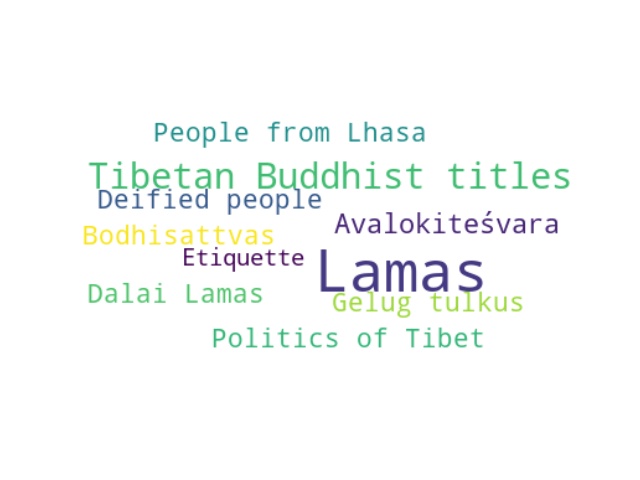 People from Lhasa
Tibetan Buddhist titles
Deified people
Avalokiteśvara
Bodhisattvas
Etiquette
Lamas
Dalai Lamas
Gelug tulkus
Politics of Tibet